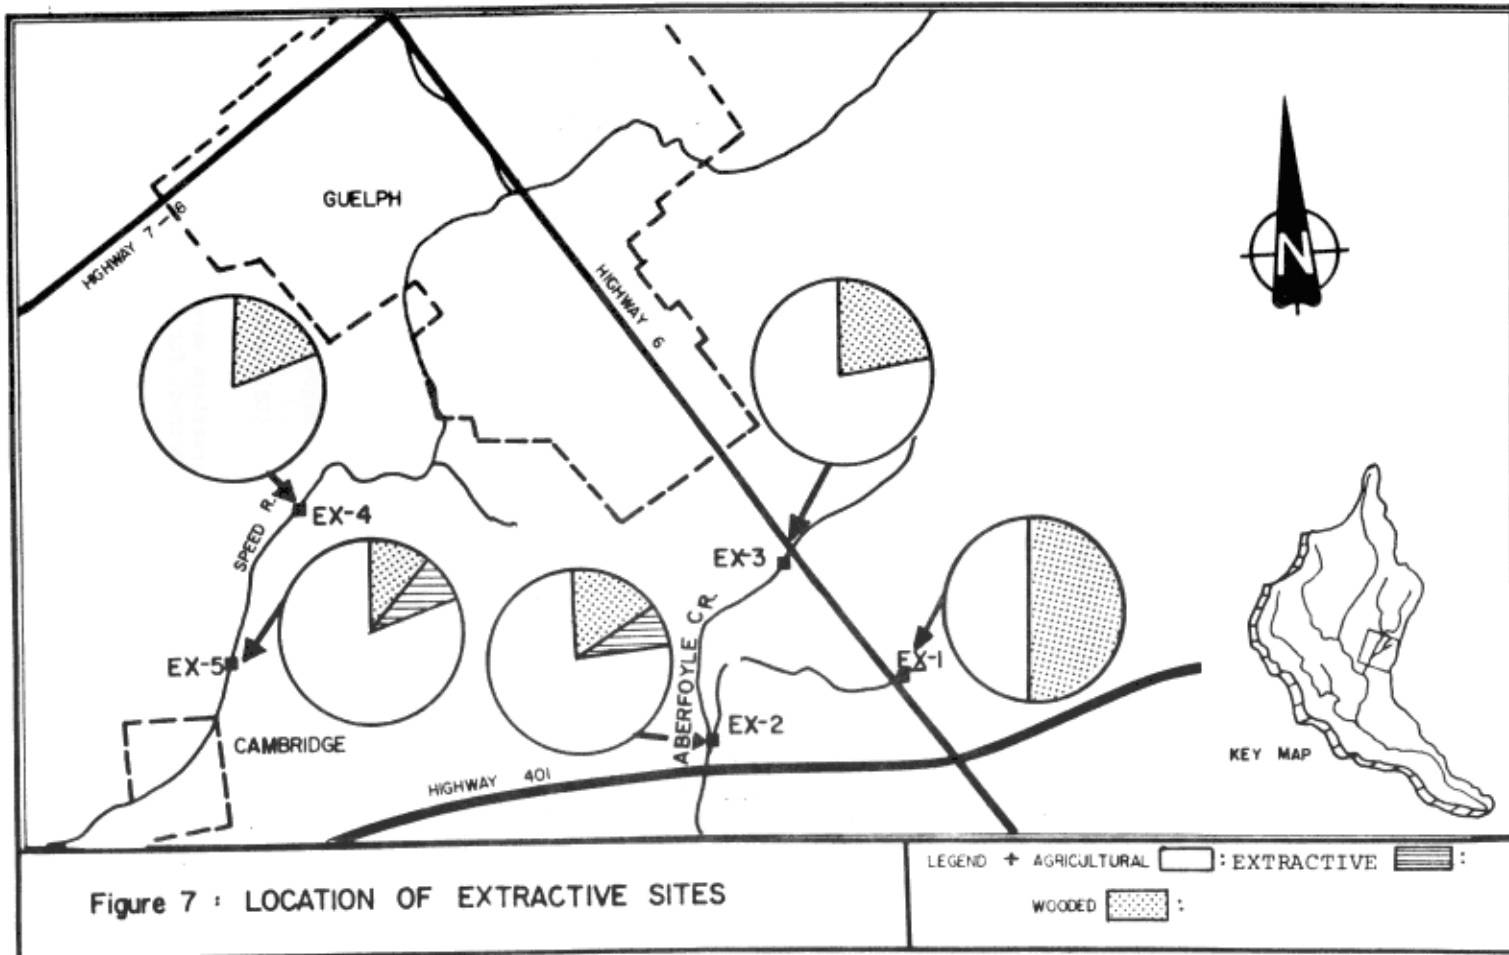 GUELPH
HIGHWAY 7-8
HIGHWAY 6
N
SPEED R.
EX-4
EX-3
EX-1
EX-5
ABERFOYLE CR.
EX-2
CAMBRIDGE
HIGHWAY 401
KEY MAP
LEGEND + AGRICULTURAL : EXTRACTIVE :
WOODED :
Figure 7 : LOCATION OF EXTRACTIVE SITES